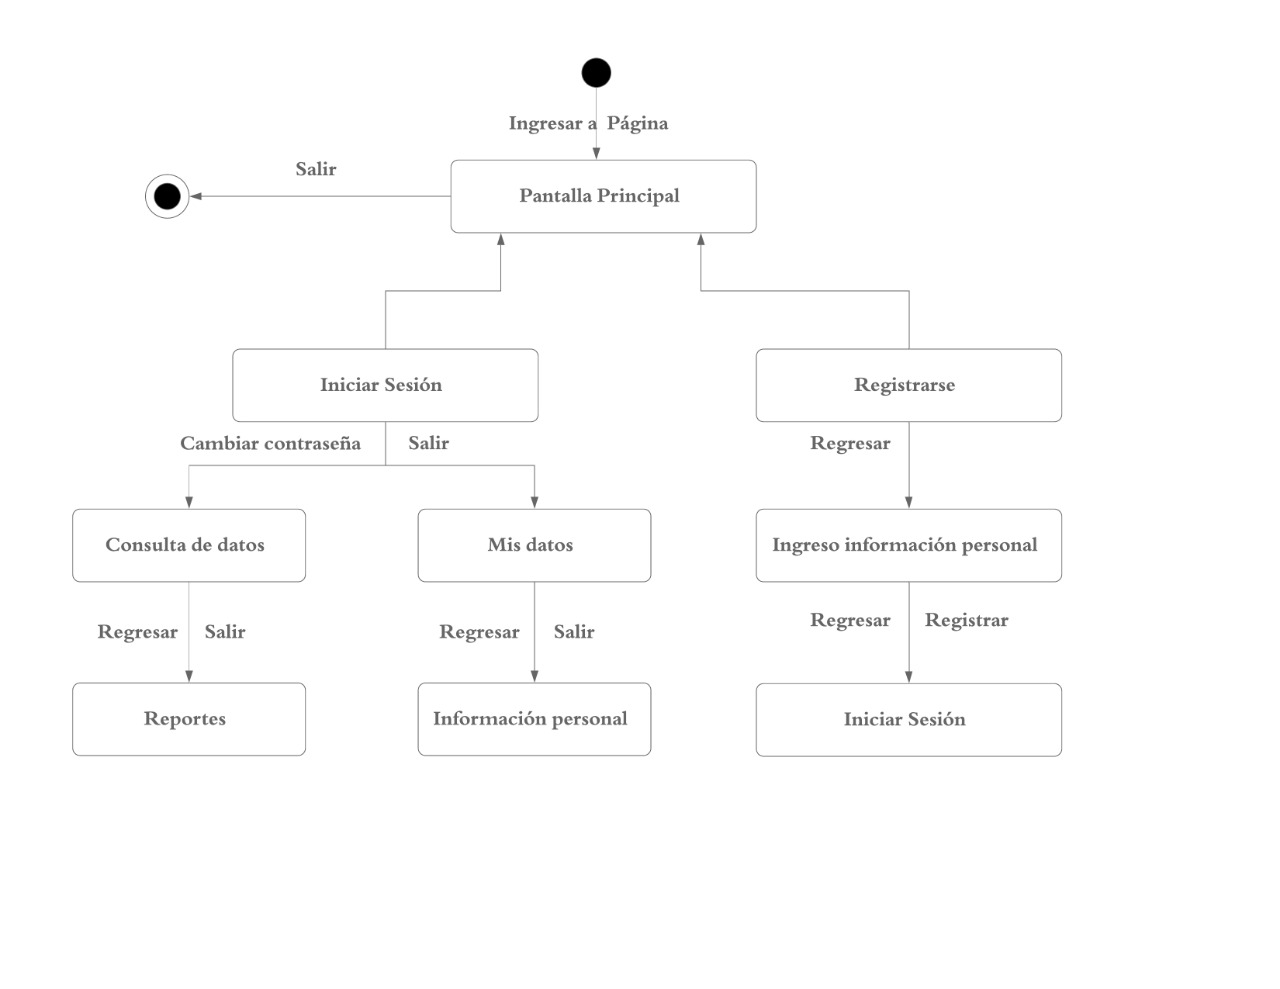 Ingresar a Página
Salir
Pantalla Principal
Iniciar Sesión
Registrarse
Cambiar contraseña
Salir
Regresar
Consulta de datos
Mis datos
Ingreso información personal
Regresar
Salir
Regresar
Salir
Regresar
Registrar
Reportes
Información personal
Iniciar Sesión